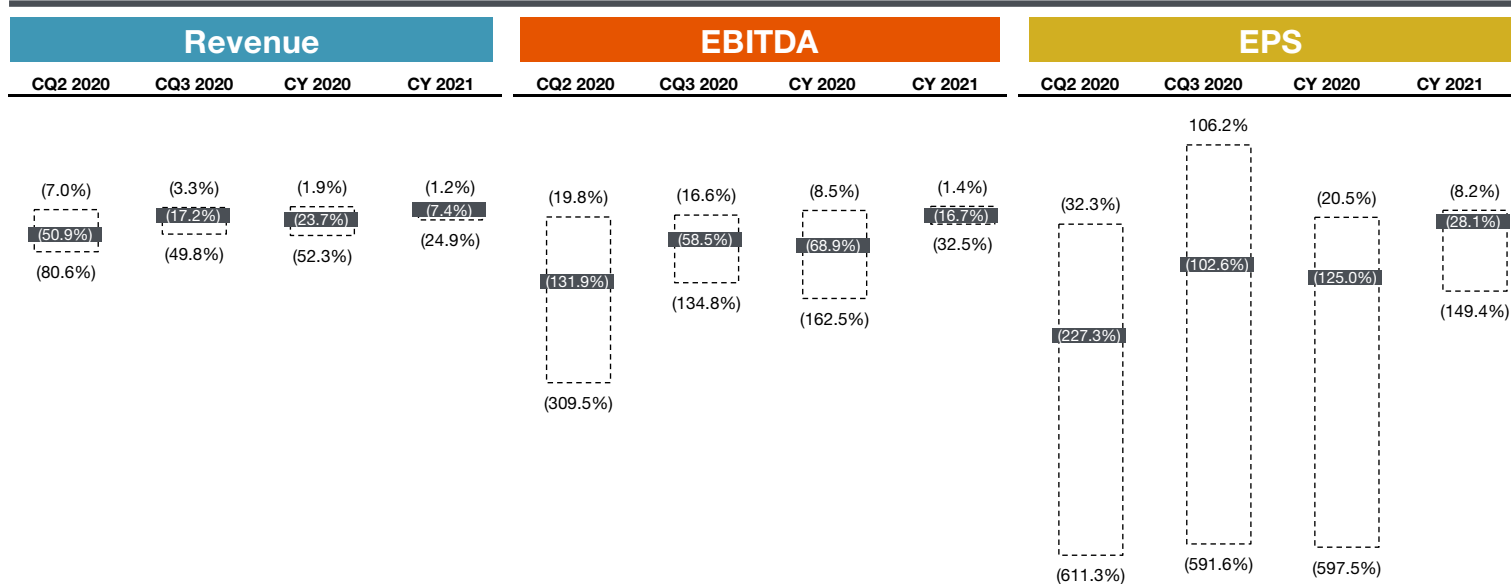 Revenue EBITDA EPS
CQ2 2020 CQ3 2020 CY 2020 CY 2021 CQ2 2020 CQ3 2020 CY 2020 CY 2021 CQ2 2020 CQ3 2020 CY 2020 CY 2021
106.2%
(7.0%) (3.3%) (1.9%) (1.2%) (19.8%) (16.6%) (8.5%) (1.4%) (32.3%) (20.5%) (8.2%)
(50.9%) (17.2%) (23.7%) (7.4%) (131.9%) (58.5%) (68.9%) (16.7%) (227.3%) (102.6%) (125.0%) (28.1%)
(80.6%) (49.8%) (52.3%) (24.9%) (309.5%) (134.8%) (162.5%) (32.5%) (611.3%) (591.6%) (597.5%) (149.4%)